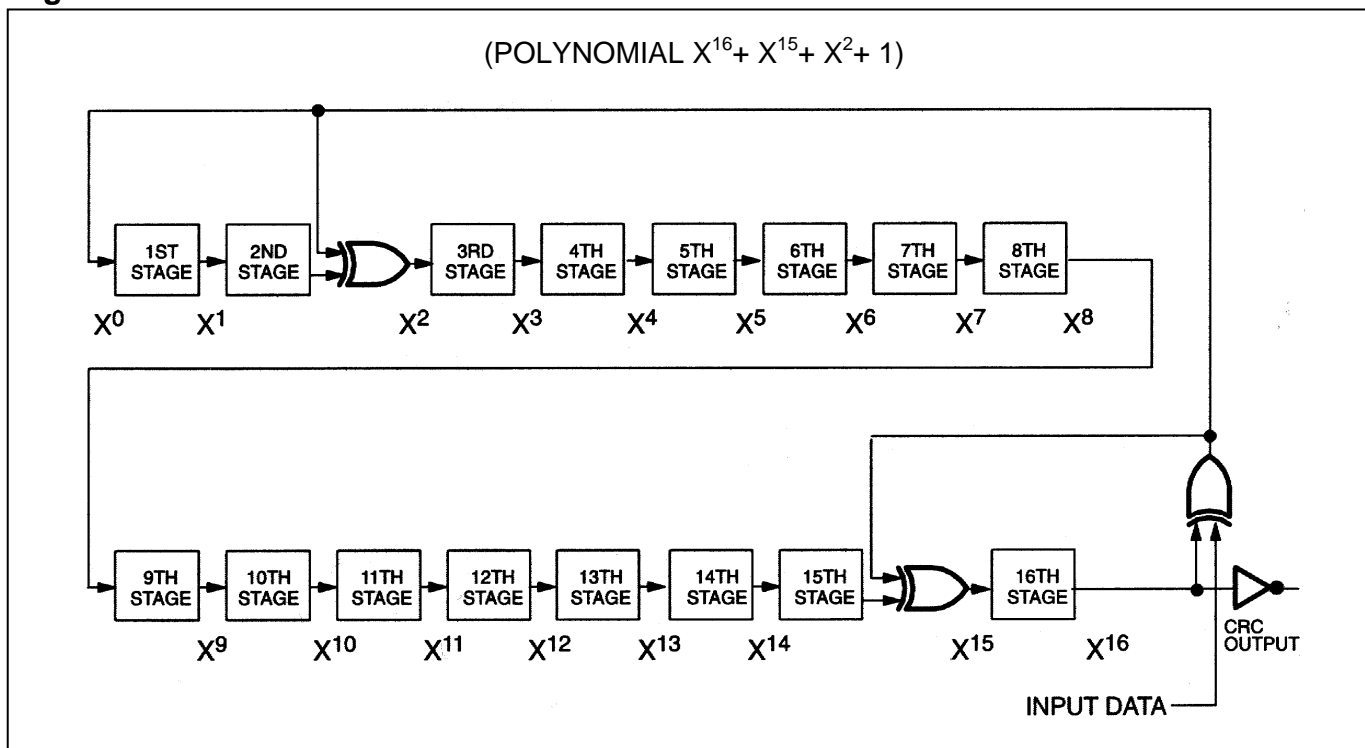 (POLYNOMIAL X¹⁶+ X¹⁵+ X²+ 1)
1ST STAGE
2ND STAGE
3RD STAGE
4TH STAGE
5TH STAGE
6TH STAGE
7TH STAGE
8TH STAGE
X⁰ X¹ X² X³ X⁴ X⁵ X⁶ X⁷ X⁸
9TH STAGE
10TH STAGE
11TH STAGE
12TH STAGE
13TH STAGE
14TH STAGE
15TH STAGE
16TH STAGE
X⁹ X¹⁰ X¹¹ X¹² X¹³ X¹⁴ X¹⁵ X¹⁶
CRC
OUTPUT
INPUT DATA